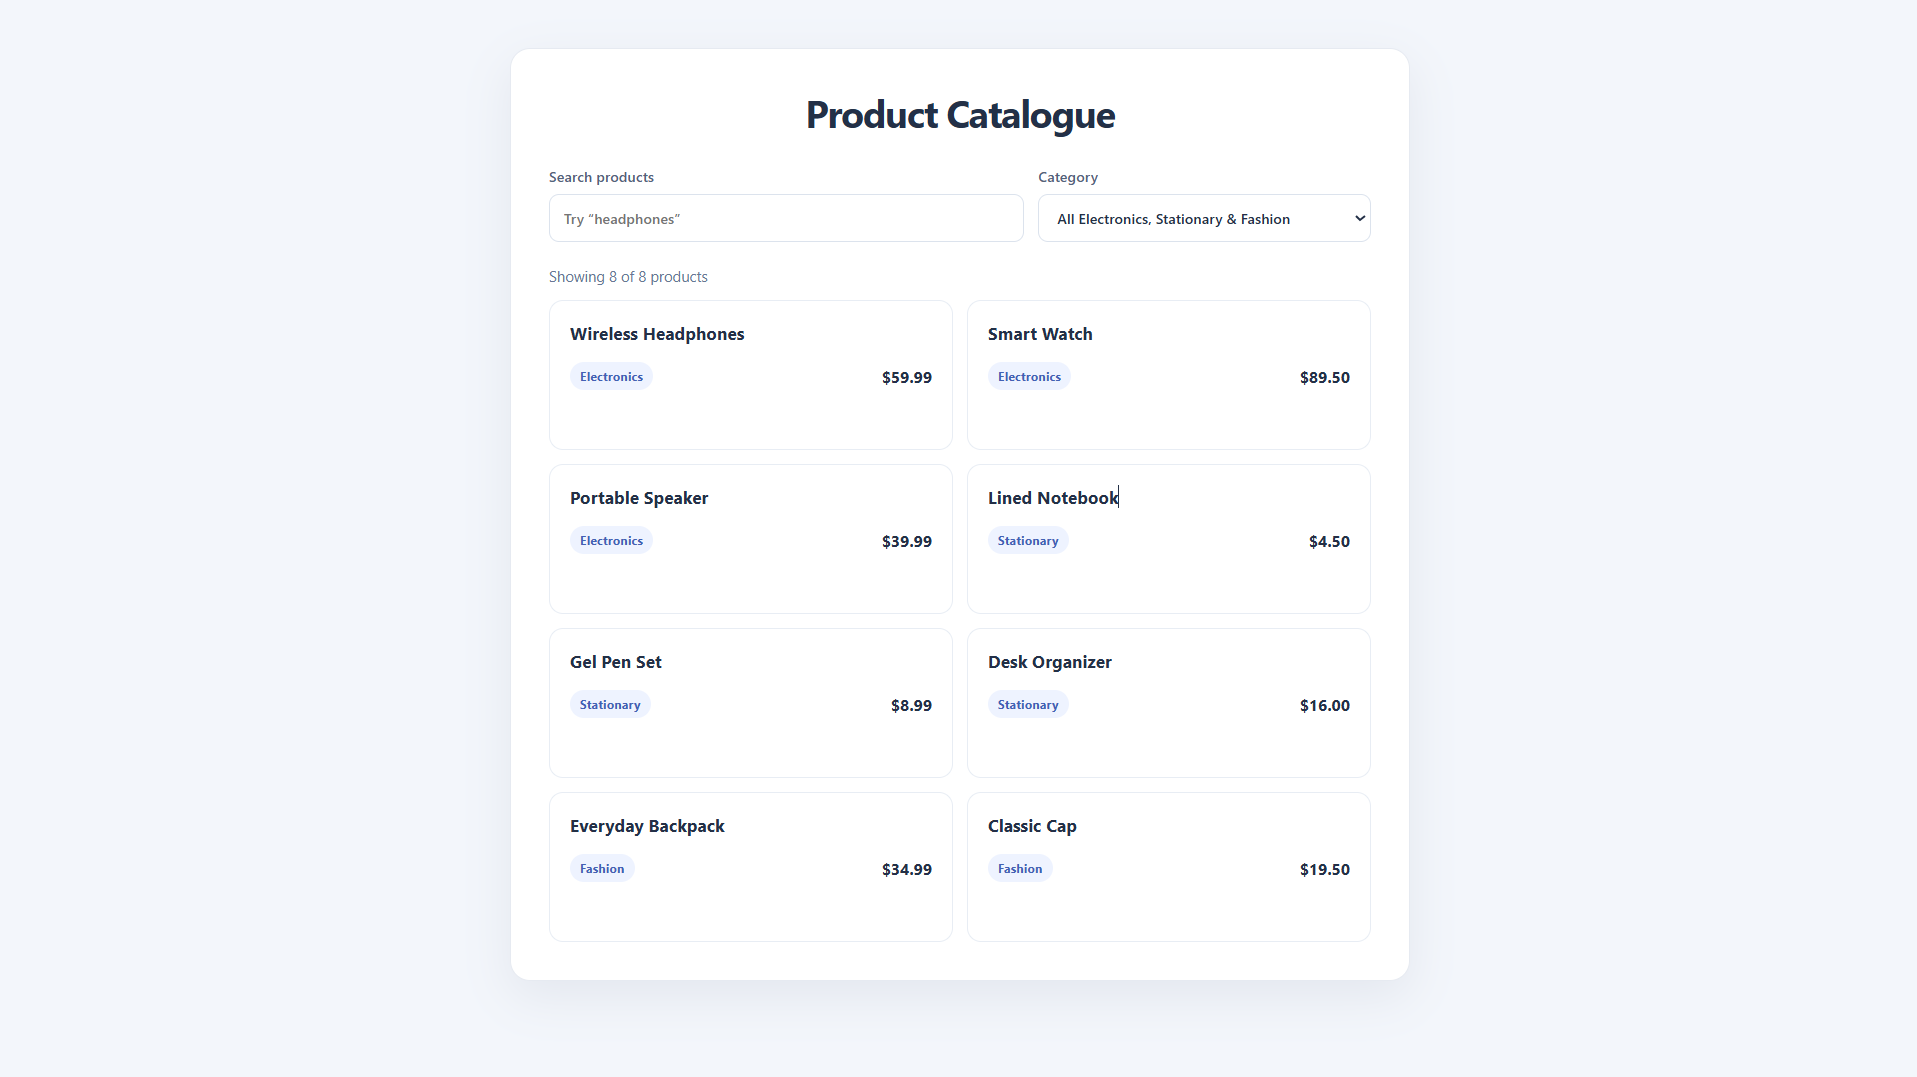 Product Catalogue
Search products
Category
Try “headphones”
All Electronics, Stationary & Fashion
Showing 8 of 8 products
Wireless Headphones
Electronics
$59.99
Smart Watch
Electronics
$89.50
Portable Speaker
Electronics
$39.99
Lined Notebook
Stationary
$4.50
Gel Pen Set
Stationary
$8.99
Desk Organizer
Stationary
$16.00
Everyday Backpack
Fashion
$34.99
Classic Cap
Fashion
$19.50